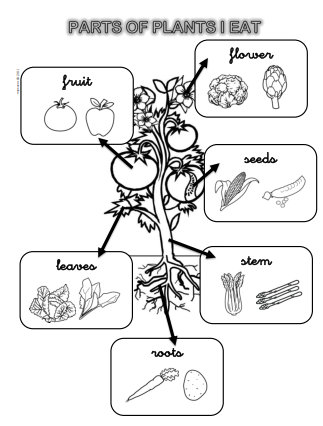 PARTS OF PLANTS I EAT
flower
fruit
seeds
leaves
stem
roots